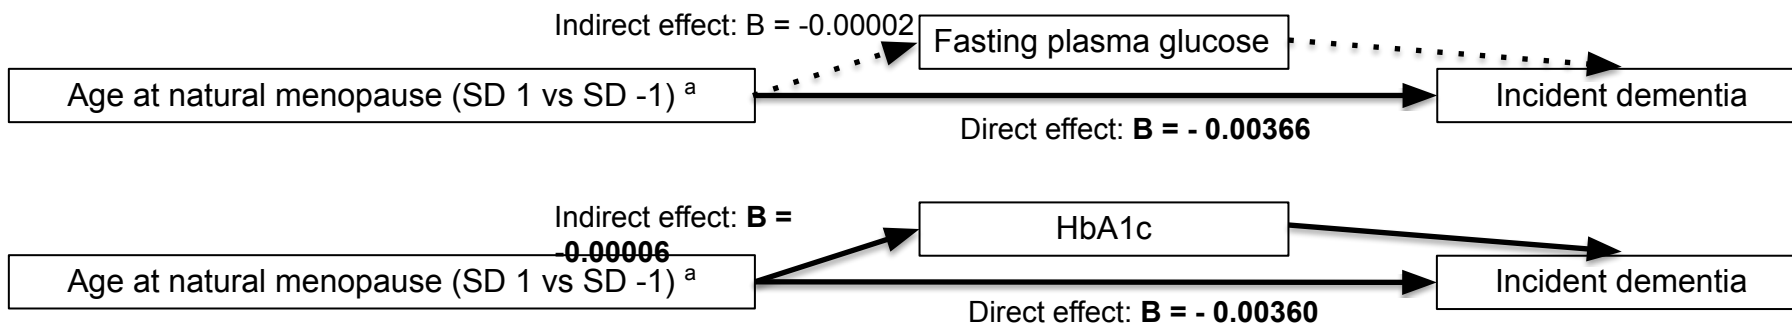 Indirect effect: B = -0.00002
Fasting plasma glucose
Age at natural menopause (SD 1 vs SD -1) a
Incident dementia
Direct effect: B = - 0.00366
Indirect effect: B =
-0.00006
HbA1c
Age at natural menopause (SD 1 vs SD -1) a
Incident dementia
Direct effect: B = - 0.00360